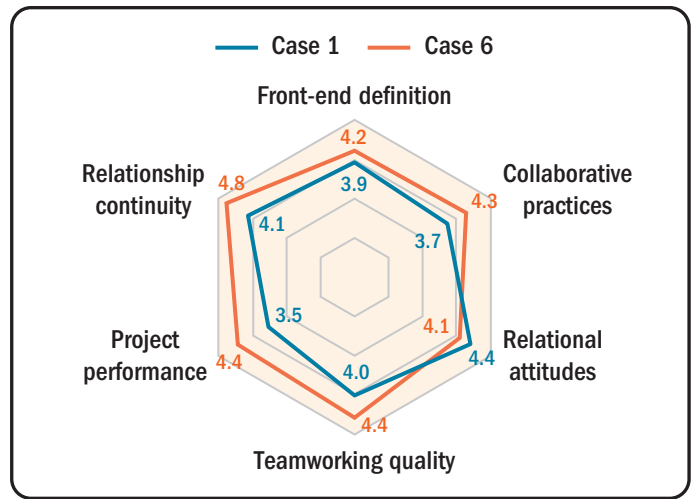 Case 1 Case 6
Front-end definition
4.2
3.9
Collaborative
practices
4.3
3.7
Relational
attitudes
4.1
4.4
Teamworking quality
4.0
4.4
Project
performance
3.5
4.4
Relationship
continuity
4.8
4.1